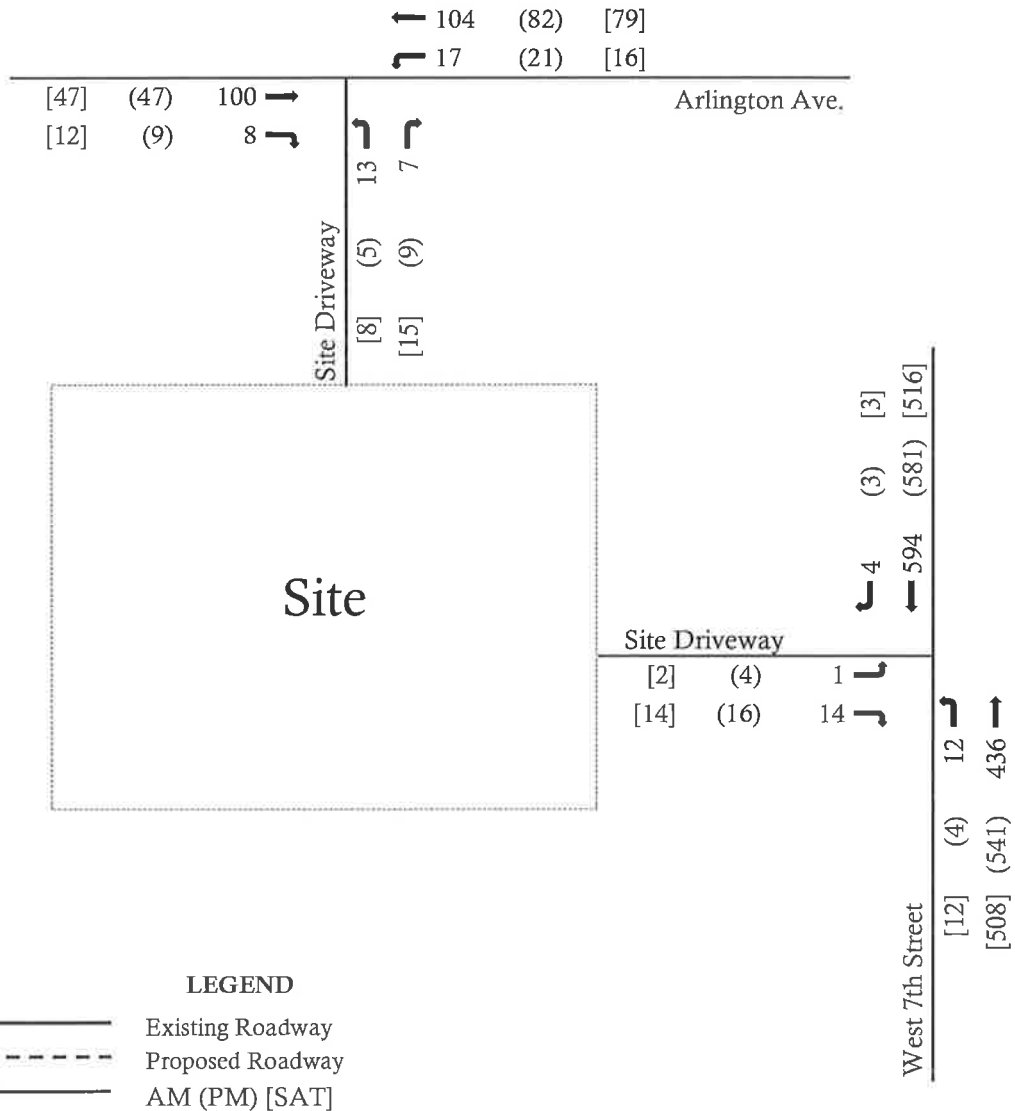 104 (82) [79]
17 (21) [16]
Arlington Ave.
[47] (47) 100
[12] (9) 8
13 (5) [8]
7 (9) [15]
Site Driveway
Site
4 (3) [3]
594 (581) [516]
Site Driveway
[2] (4) 1
[14] (16) 14
[12] (4) 12
[508] (541) 436
West 7th Street
LEGEND
Existing Roadway
Proposed Roadway
AM (PM) [SAT]